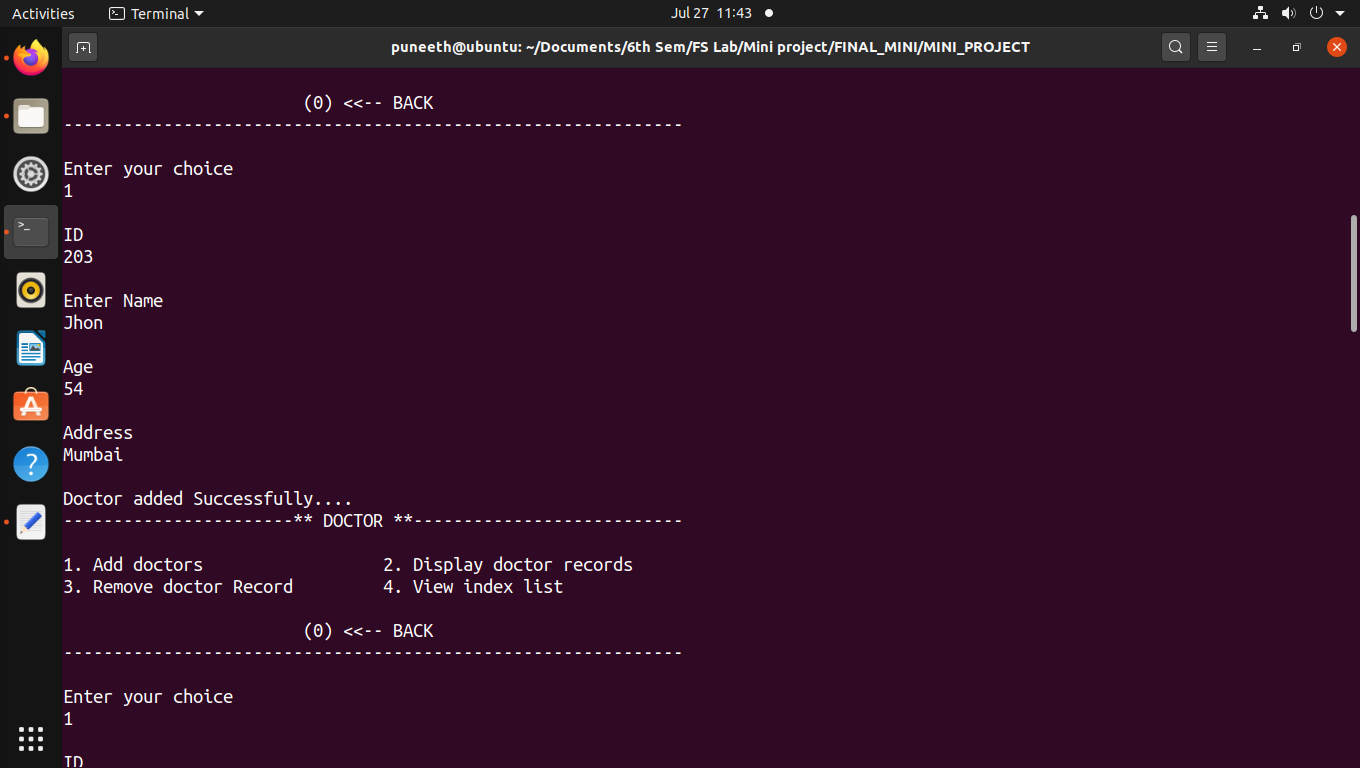 Activities Terminal Jul 27 11:43
puneeth@ubuntu: ~/Documents/6th Sem/FS Lab/Mini project/FINAL_MINI/MINI_PROJECT
(0) <<-- BACK
--------------------------------------------------------------
Enter your choice
1
ID
203
Enter Name
Jhon
Age
54
Address
Mumbai
Doctor added Successfully....
-----------------------** DOCTOR **---------------------------
1. Add doctors 2. Display doctor records
3. Remove doctor Record 4. View index list
(0) <<-- BACK
--------------------------------------------------------------
Enter your choice
1
ID